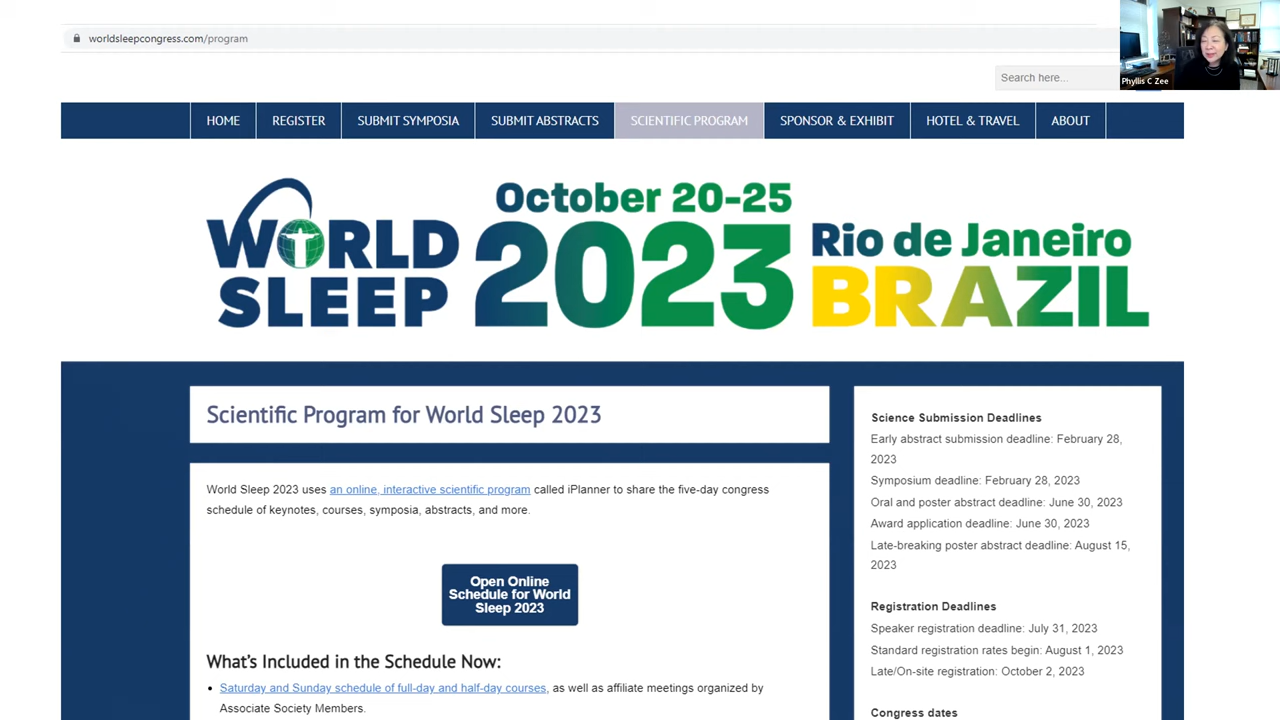 worldsleepcongress.com/program
Phyllis C Zee
Search here...
HOME REGISTER SUBMIT SYMPOSIA SUBMIT ABSTRACTS SCIENTIFIC PROGRAM SPONSOR & EXHIBIT HOTEL & TRAVEL ABOUT
WORLD
SLEEP
October 20-25
2023
Rio de Janeiro
BRAZIL
Scientific Program for World Sleep 2023
World Sleep 2023 uses an online, interactive scientific program called iPlanner to share the five-day congress
schedule of keynotes, courses, symposia, abstracts, and more.
Open Online
Schedule for World
Sleep 2023
What's Included in the Schedule Now:
• Saturday and Sunday schedule of full-day and half-day courses, as well as affiliate meetings organized by
Associate Society Members.
Science Submission Deadlines
Early abstract submission deadline: February 28,
2023
Symposium deadline: February 28, 2023
Oral and poster abstract deadline: June 30, 2023
Award application deadline: June 30, 2023
Late-breaking poster abstract deadline: August 15,
2023
Registration Deadlines
Speaker registration deadline: July 31, 2023
Standard registration rates begin: August 1, 2023
Late/On-site registration: October 2, 2023
Congress dates